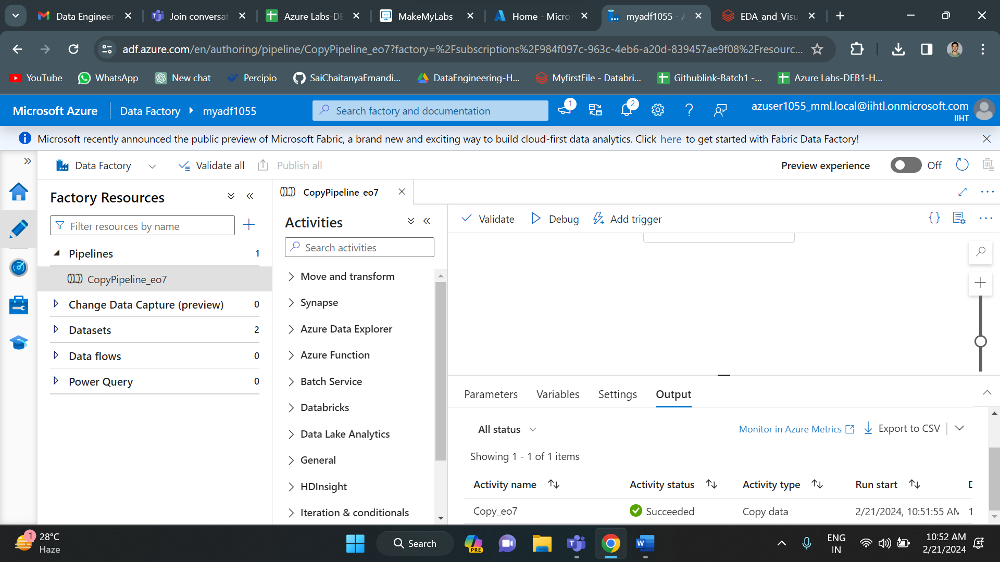 Data Engineer
Join conversat
Azure Labs-DE
MakeMyLabs
Home - Micro
myadf1055 - A
EDA_and_Visu
adf.azure.com/en/authoring/pipeline/CopyPipeline_eo7?factory=%2Fsubscriptions%2F984f097c-963c-4eb6-a20d-839457ae9f08%2Fresourc...
YouTube
WhatsApp
New chat
Percipio
SaiChaitanyaEmandi...
DataEngineering-H...
MyfirstFile - Databri...
Githublink-Batch1 -...
Azure Labs-DEB1-H...
Microsoft Azure
Data Factory
myadf1055
Search factory and documentation
1
2
azuser1055_mml.local@iihtl.onmicrosoft.com
IIHT
Microsoft recently announced the public preview of Microsoft Fabric, a brand new and exciting way to build cloud-first data analytics. Click here to get started with Fabric Data Factory!
Data Factory
Validate all
Publish all
Preview experience
Off
Factory Resources
Filter resources by name
Pipelines 1
CopyPipeline_eo7
Change Data Capture (preview) 0
Datasets 2
Data flows 0
Power Query 0
CopyPipeline_eo7
Activities
Search activities
Move and transform
Synapse
Azure Data Explorer
Azure Function
Batch Service
Databricks
Data Lake Analytics
General
HDInsight
Iteration & conditionals
Validate
Debug
Add trigger
Parameters
Variables
Settings
Output
All status
Monitor in Azure Metrics
Export to CSV
Showing 1 - 1 of 1 items
Activity name Activity status Activity type Run start
Copy_eo7 Succeeded Copy data 2/21/2024, 10:51:55 AM 1
1
28°C
Haze
Search
PRE
ENG
IN
10:52 AM
2/21/2024